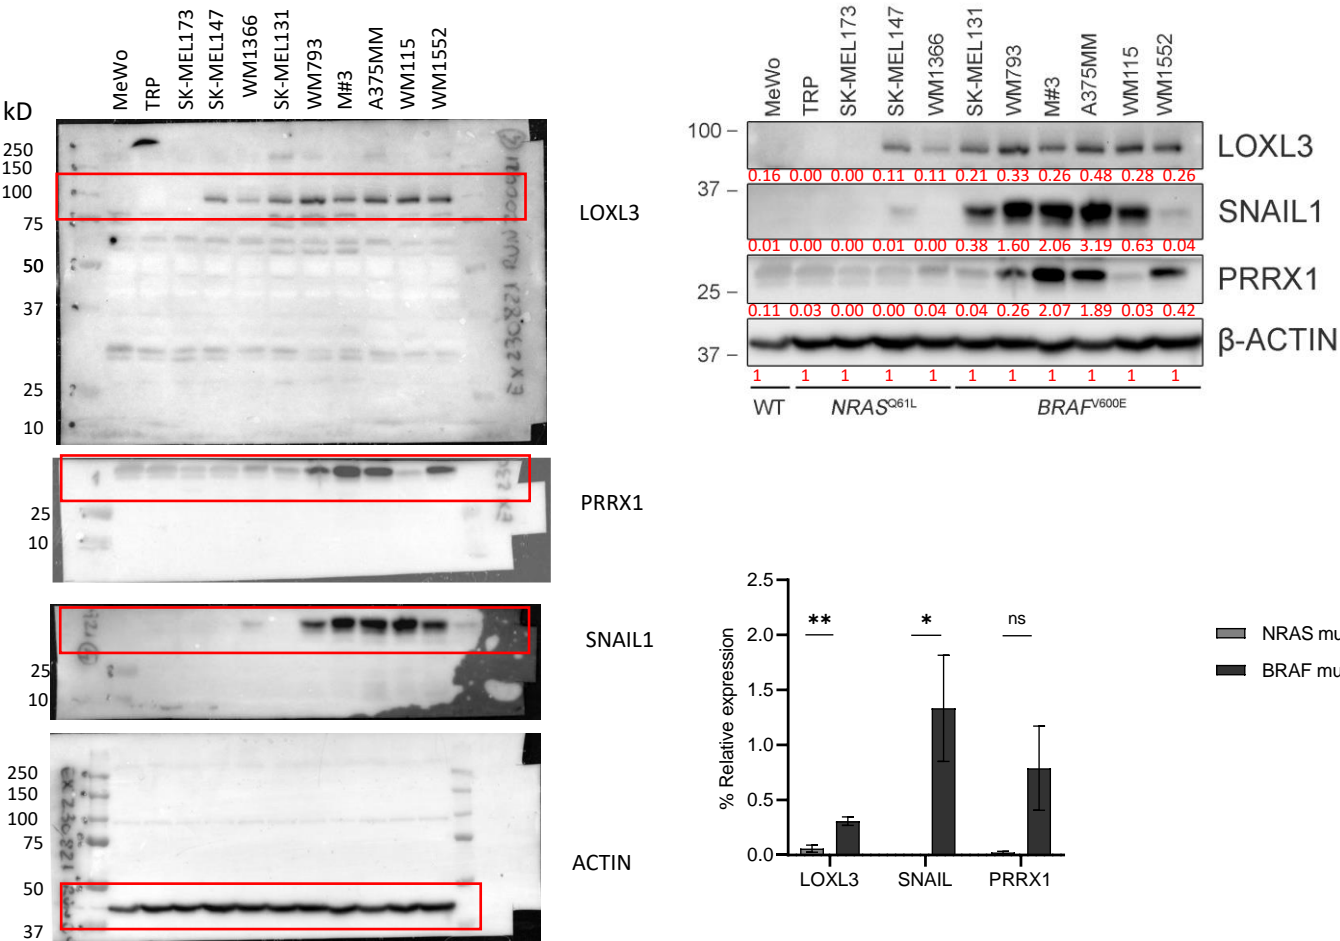 MeWo
TRP
SK-MEL173
SK-MEL147
WM1366
SK-MEL131
WM793
M#3
A375MM
WM115
WM1552
kD
250
150
100
75
50
37
25
10
LOXL3
25
10
PRRX1
25
10
SNAIL1
250
150
100
75
50
37
ACTIN
MeWo
TRP
SK-MEL173
SK-MEL147
WM1366
SK-MEL131
WM793
M#3
A375MM
WM115
WM1552
100 –
LOXL3
0.16 0.00 0.00 0.11 0.11 0.21 0.33 0.26 0.48 0.28 0.26
37 –
SNAIL1
0.01 0.00 0.00 0.01 0.00 0.38 1.60 2.06 3.19 0.63 0.04
PRRX1
25 –
0.11 0.03 0.00 0.00 0.04 0.04 0.26 2.07 1.89 0.03 0.42
β-ACTIN
37 –
1 1 1 1 1 1 1 1 1 1 1
WT NRASQ61L BRAFV600E
% Relative expression
2.5
2.0
1.5
1.0
0.5
0.0
** * ns
LOXL3 SNAIL PRRX1
NRAS mu
BRAF mu